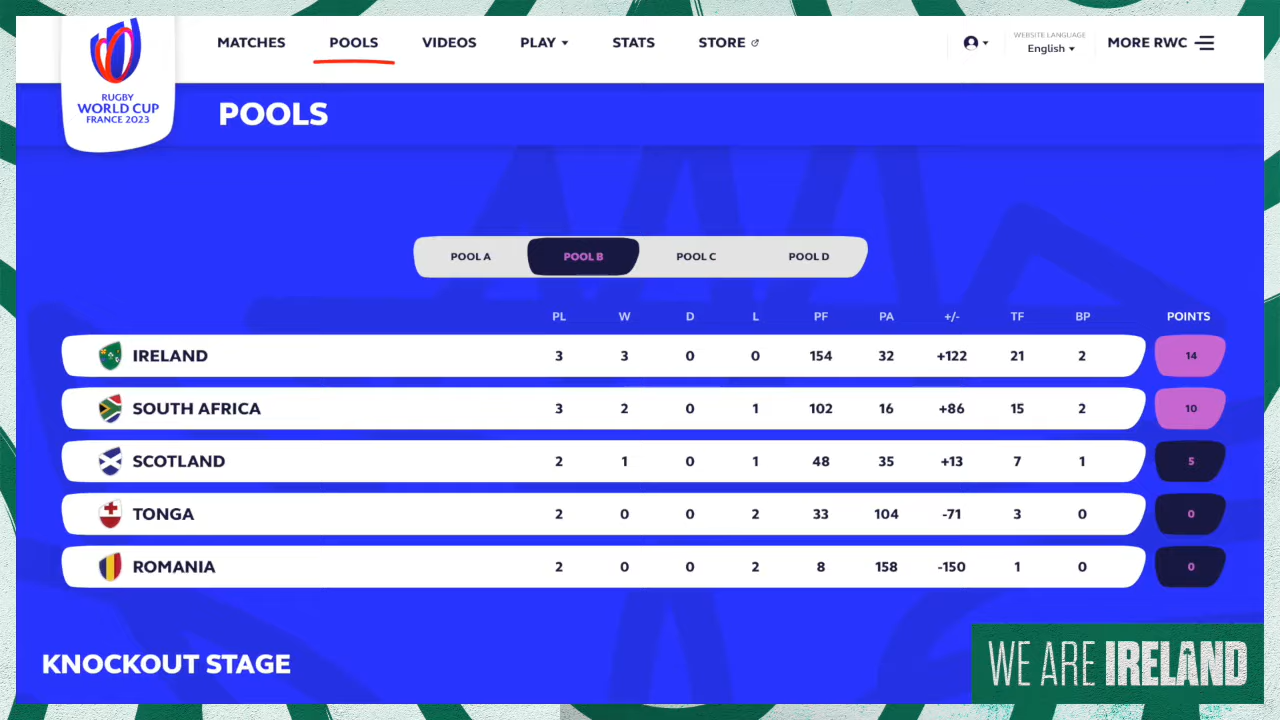 MATCHES POOLS VIDEOS PLAY STATS STORE WEBSITE LANGUAGE English MORE RWC
RUGBY
WORLD CUP
FRANCE 2023
POOLS
POOL A POOL B POOL C POOL D
PL W D L PF PA +/- TF BP POINTS
IRELAND 3 3 0 0 154 32 +122 21 2 14
SOUTH AFRICA 3 2 0 1 102 16 +86 15 2 10
SCOTLAND 2 1 0 1 48 35 +13 7 1 5
TONGA 2 0 0 2 33 104 -71 3 0 0
ROMANIA 2 0 0 2 8 158 -150 1 0 0
KNOCKOUT STAGE
WE ARE IRELAND